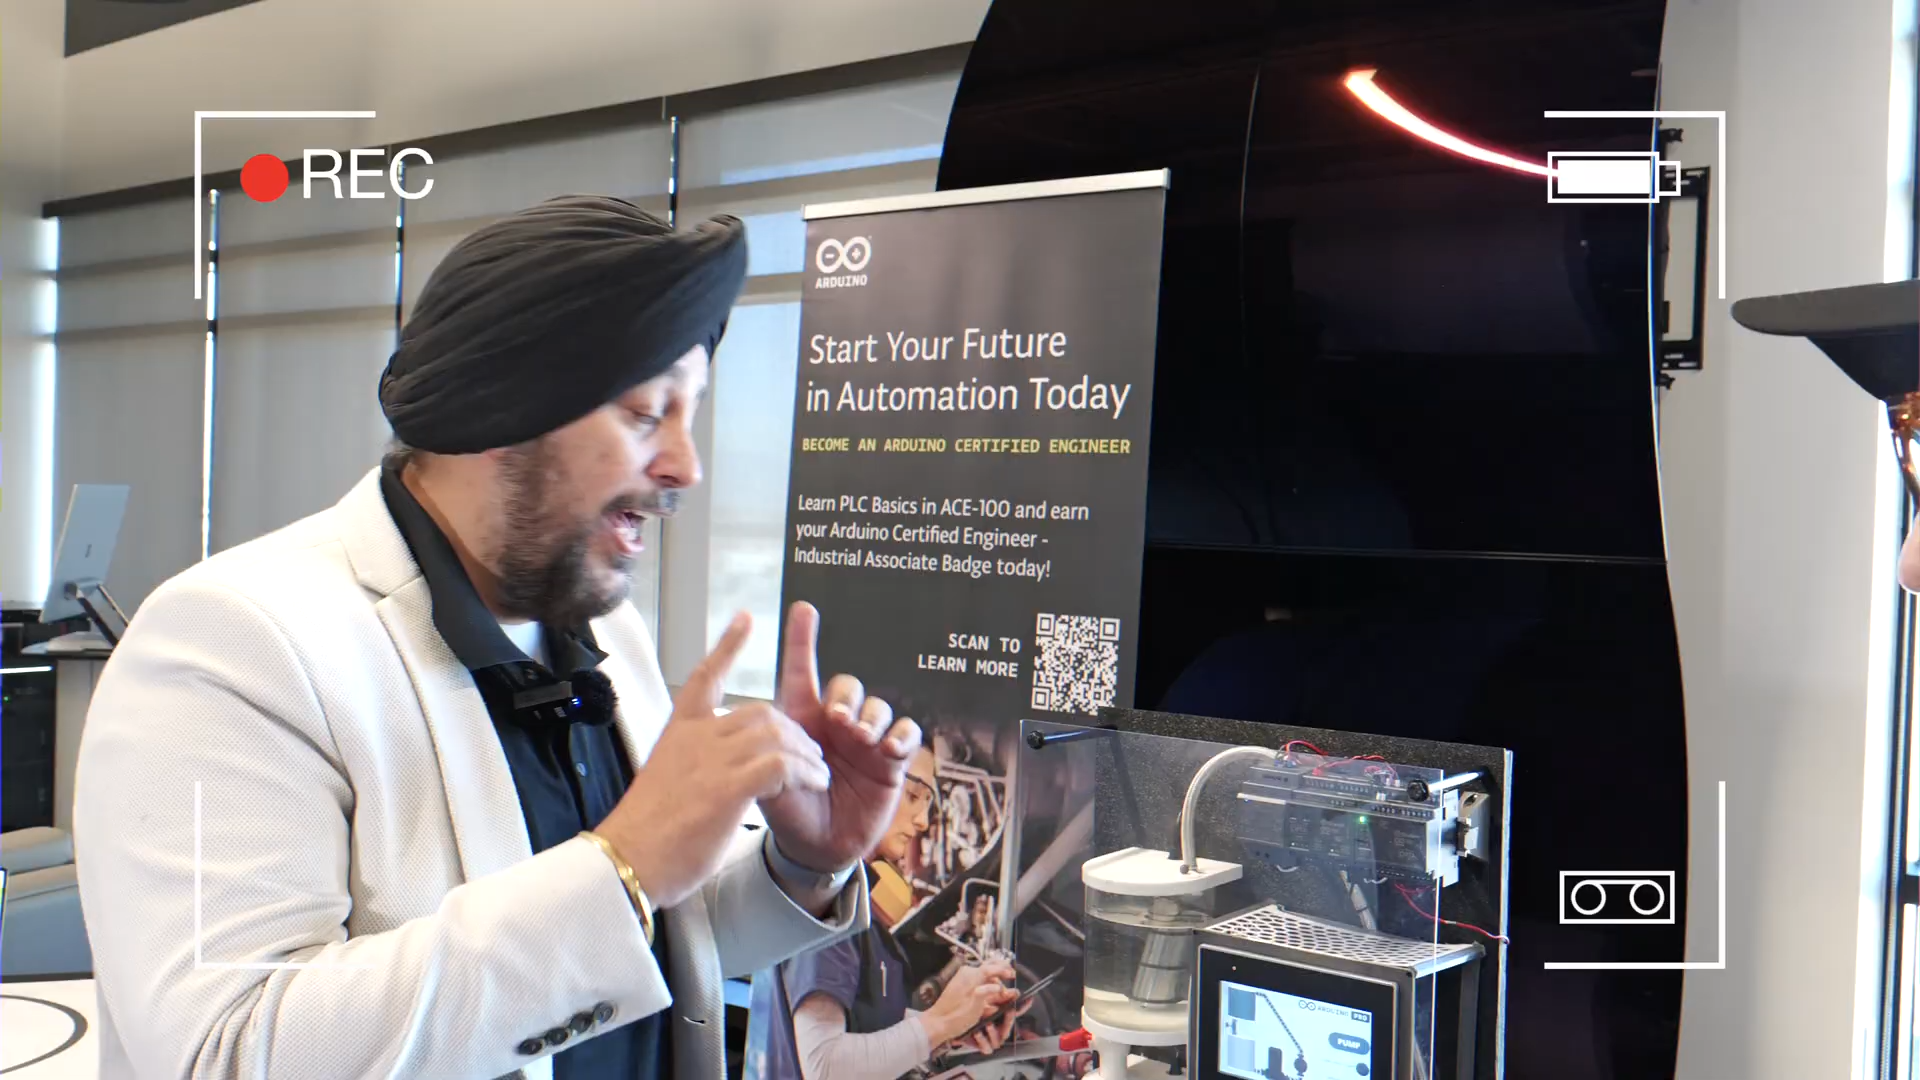 REC
ARDUINO
Start Your Future
in Automation Today
BECOME AN ARDUINO CERTIFIED ENGINEER
Learn PLC Basics in ACE-100 and earn
your Arduino Certified Engineer -
Industrial Associate Badge today!
SCAN TO
LEARN MORE
ARDUINO PRO
PUMP